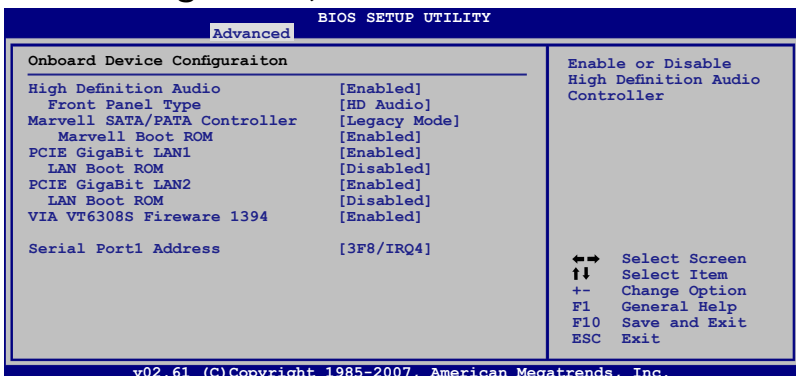 BIOS SETUP UTILITY
Advanced
Onboard Device Configuraiton
High Definition Audio [Enabled]
Front Panel Type [HD Audio]
Marvell SATA/PATA Controller [Legacy Mode]
Marvell Boot ROM [Enabled]
PCIE GigaBit LAN1 [Enabled]
LAN Boot ROM [Disabled]
PCIE GigaBit LAN2 [Enabled]
LAN Boot ROM [Disabled]
VIA VT6308S Fireware 1394 [Enabled]
Serial Port1 Address [3F8/IRQ4]
Enable or Disable
High Definition Audio
Controller
←→ Select Screen
↑↓ Select Item
+- Change Option
F1 General Help
F10 Save and Exit
ESC Exit
v02.61 (C)Copyright 1985-2007, American Megatrends, Inc.